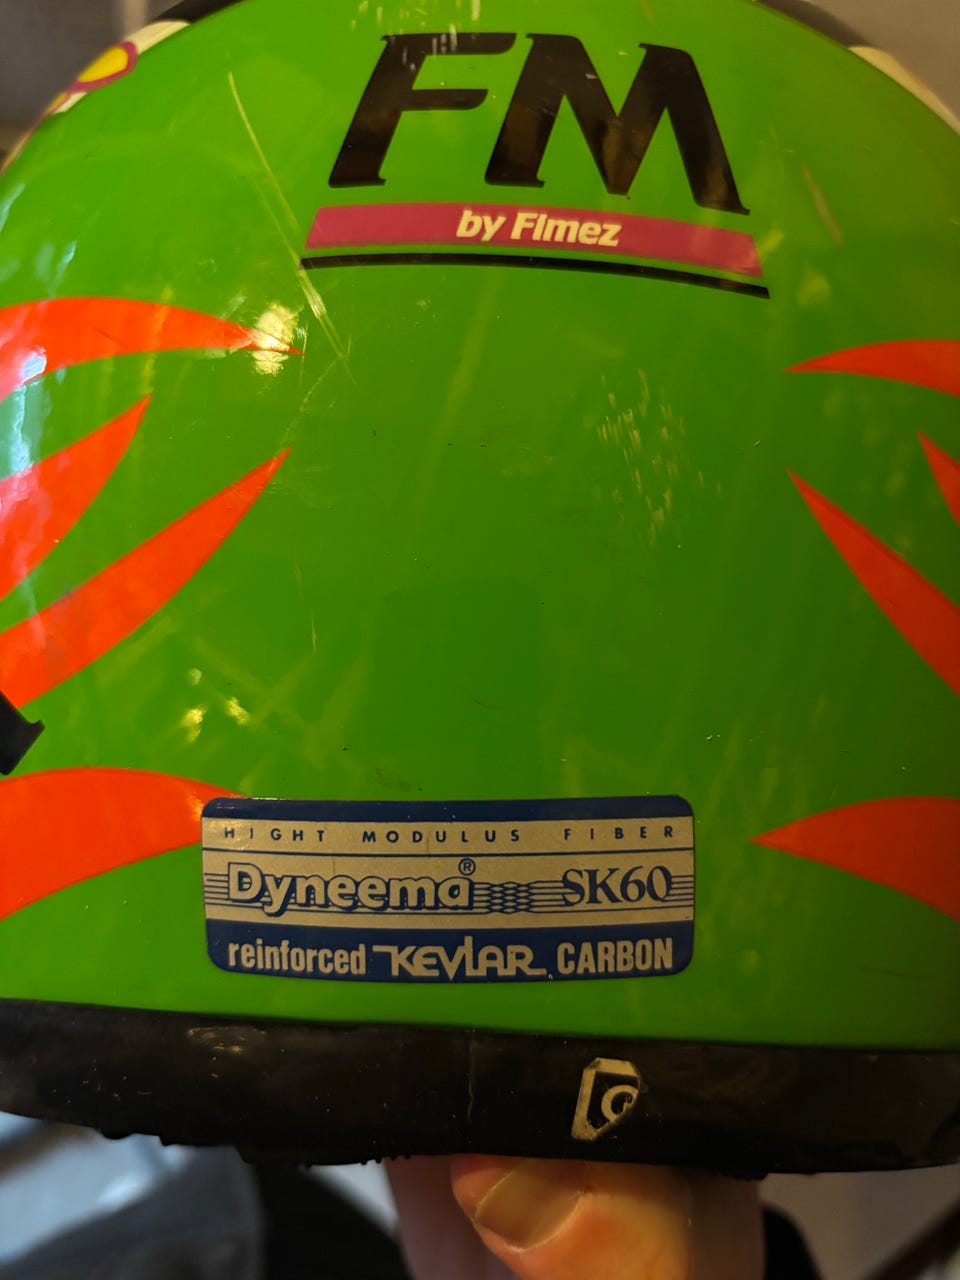 FM
by Fimez
HIGHT MODULUS FIBER
Dyneema® SK60
reinforced KEVLAR CARBON